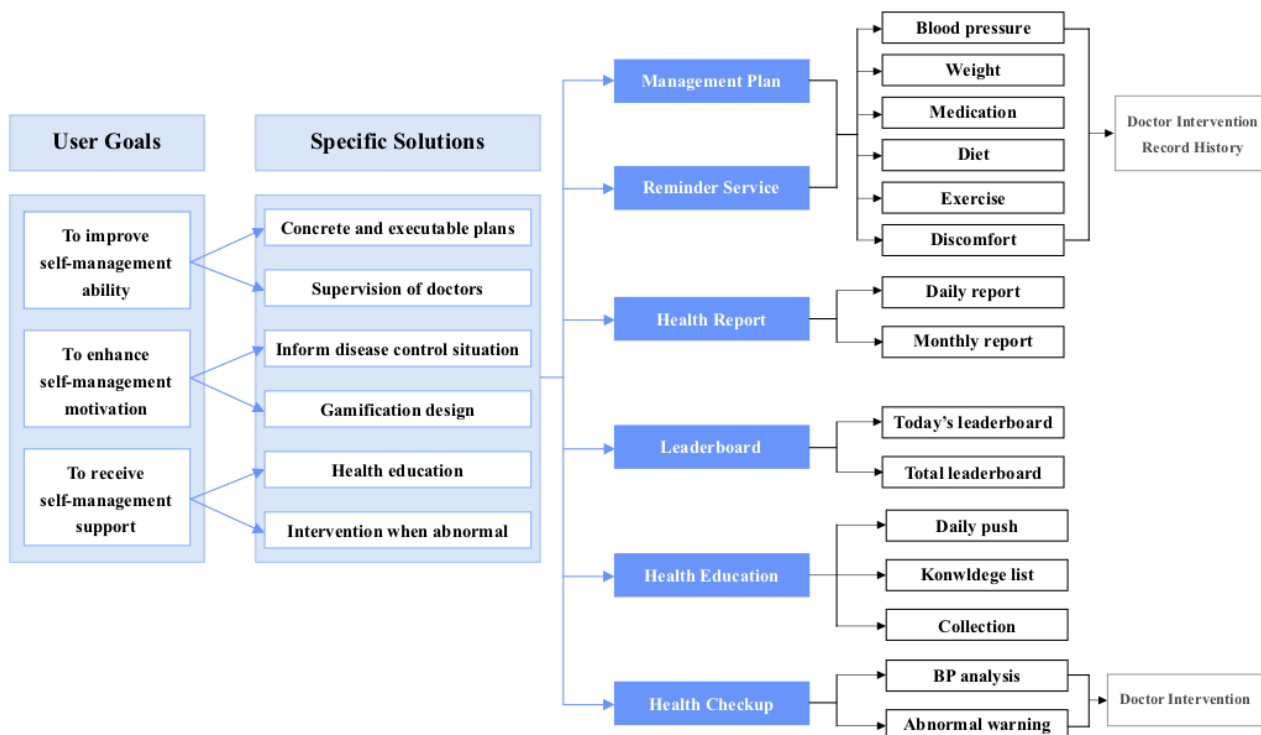 User Goals
To improve
self-management
ability
To enhance
self-management
motivation
To receive
self-management
support
Specific Solutions
Concrete and executable plans
Supervision of doctors
Inform disease control situation
Gamification design
Health education
Intervention when abnormal
Management Plan
Reminder Service
Health Report
Leaderboard
Health Education
Health Checkup
Blood pressure
Weight
Medication
Diet
Exercise
Discomfort
Daily report
Monthly report
Today’s leaderboard
Total leaderboard
Daily push
Konwldege list
Collection
BP analysis
Abnormal warning
Doctor Intervention
Record History
Doctor Intervention